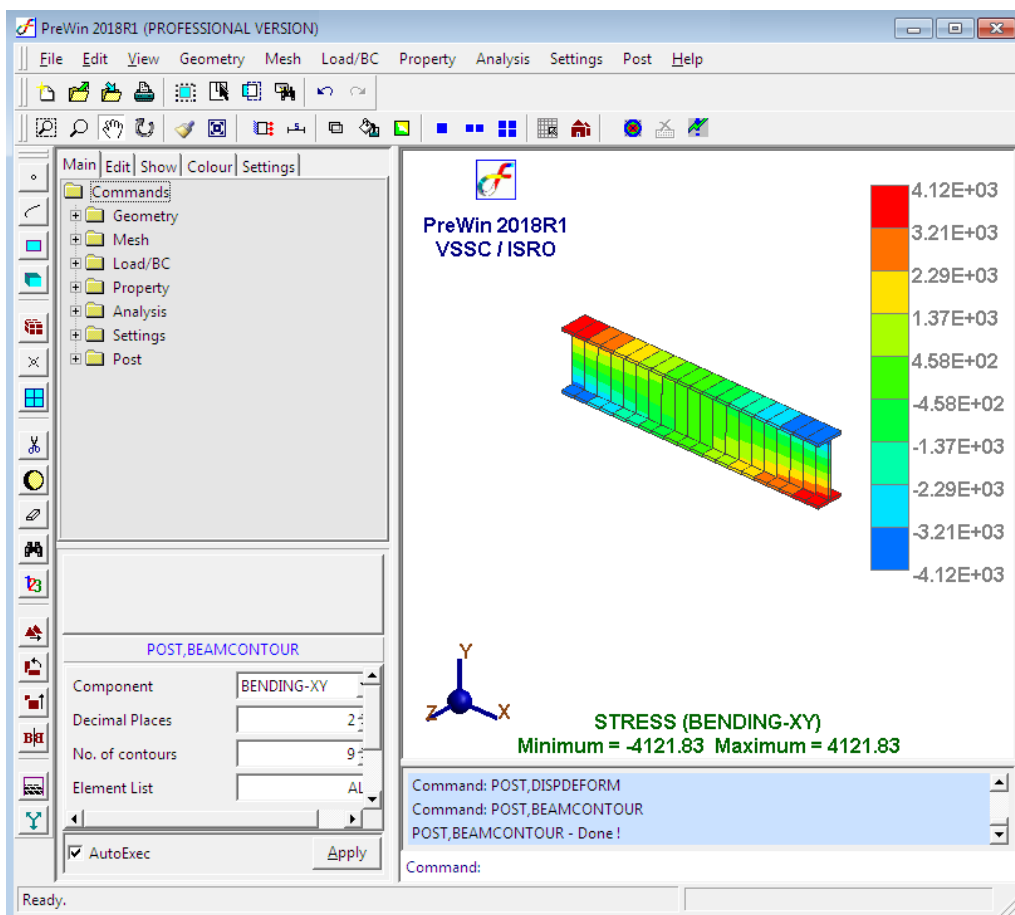 PreWin 2018R1 (PROFESSIONAL VERSION)
File Edit View Geometry Mesh Load/BC Property Analysis Settings Post Help
Main Edit Show Colour Settings
Commands
Geometry
Mesh
Load/BC
Property
Analysis
Settings
Post
POST,BEAMCONTOUR
Component BENDING-XY
Decimal Places 2
No. of contours 9
Element List AL
AutoExec Apply
PreWin 2018R1
VSSC / ISRO
4.12E+03
3.21E+03
2.29E+03
1.37E+03
4.58E+02
-4.58E+02
-1.37E+03
-2.29E+03
-3.21E+03
-4.12E+03
Y
Z X
STRESS (BENDING-XY)
Minimum = -4121.83 Maximum = 4121.83
Command: POST,DISPDEFORM
Command: POST,BEAMCONTOUR
POST,BEAMCONTOUR - Done !
Command:
Ready.